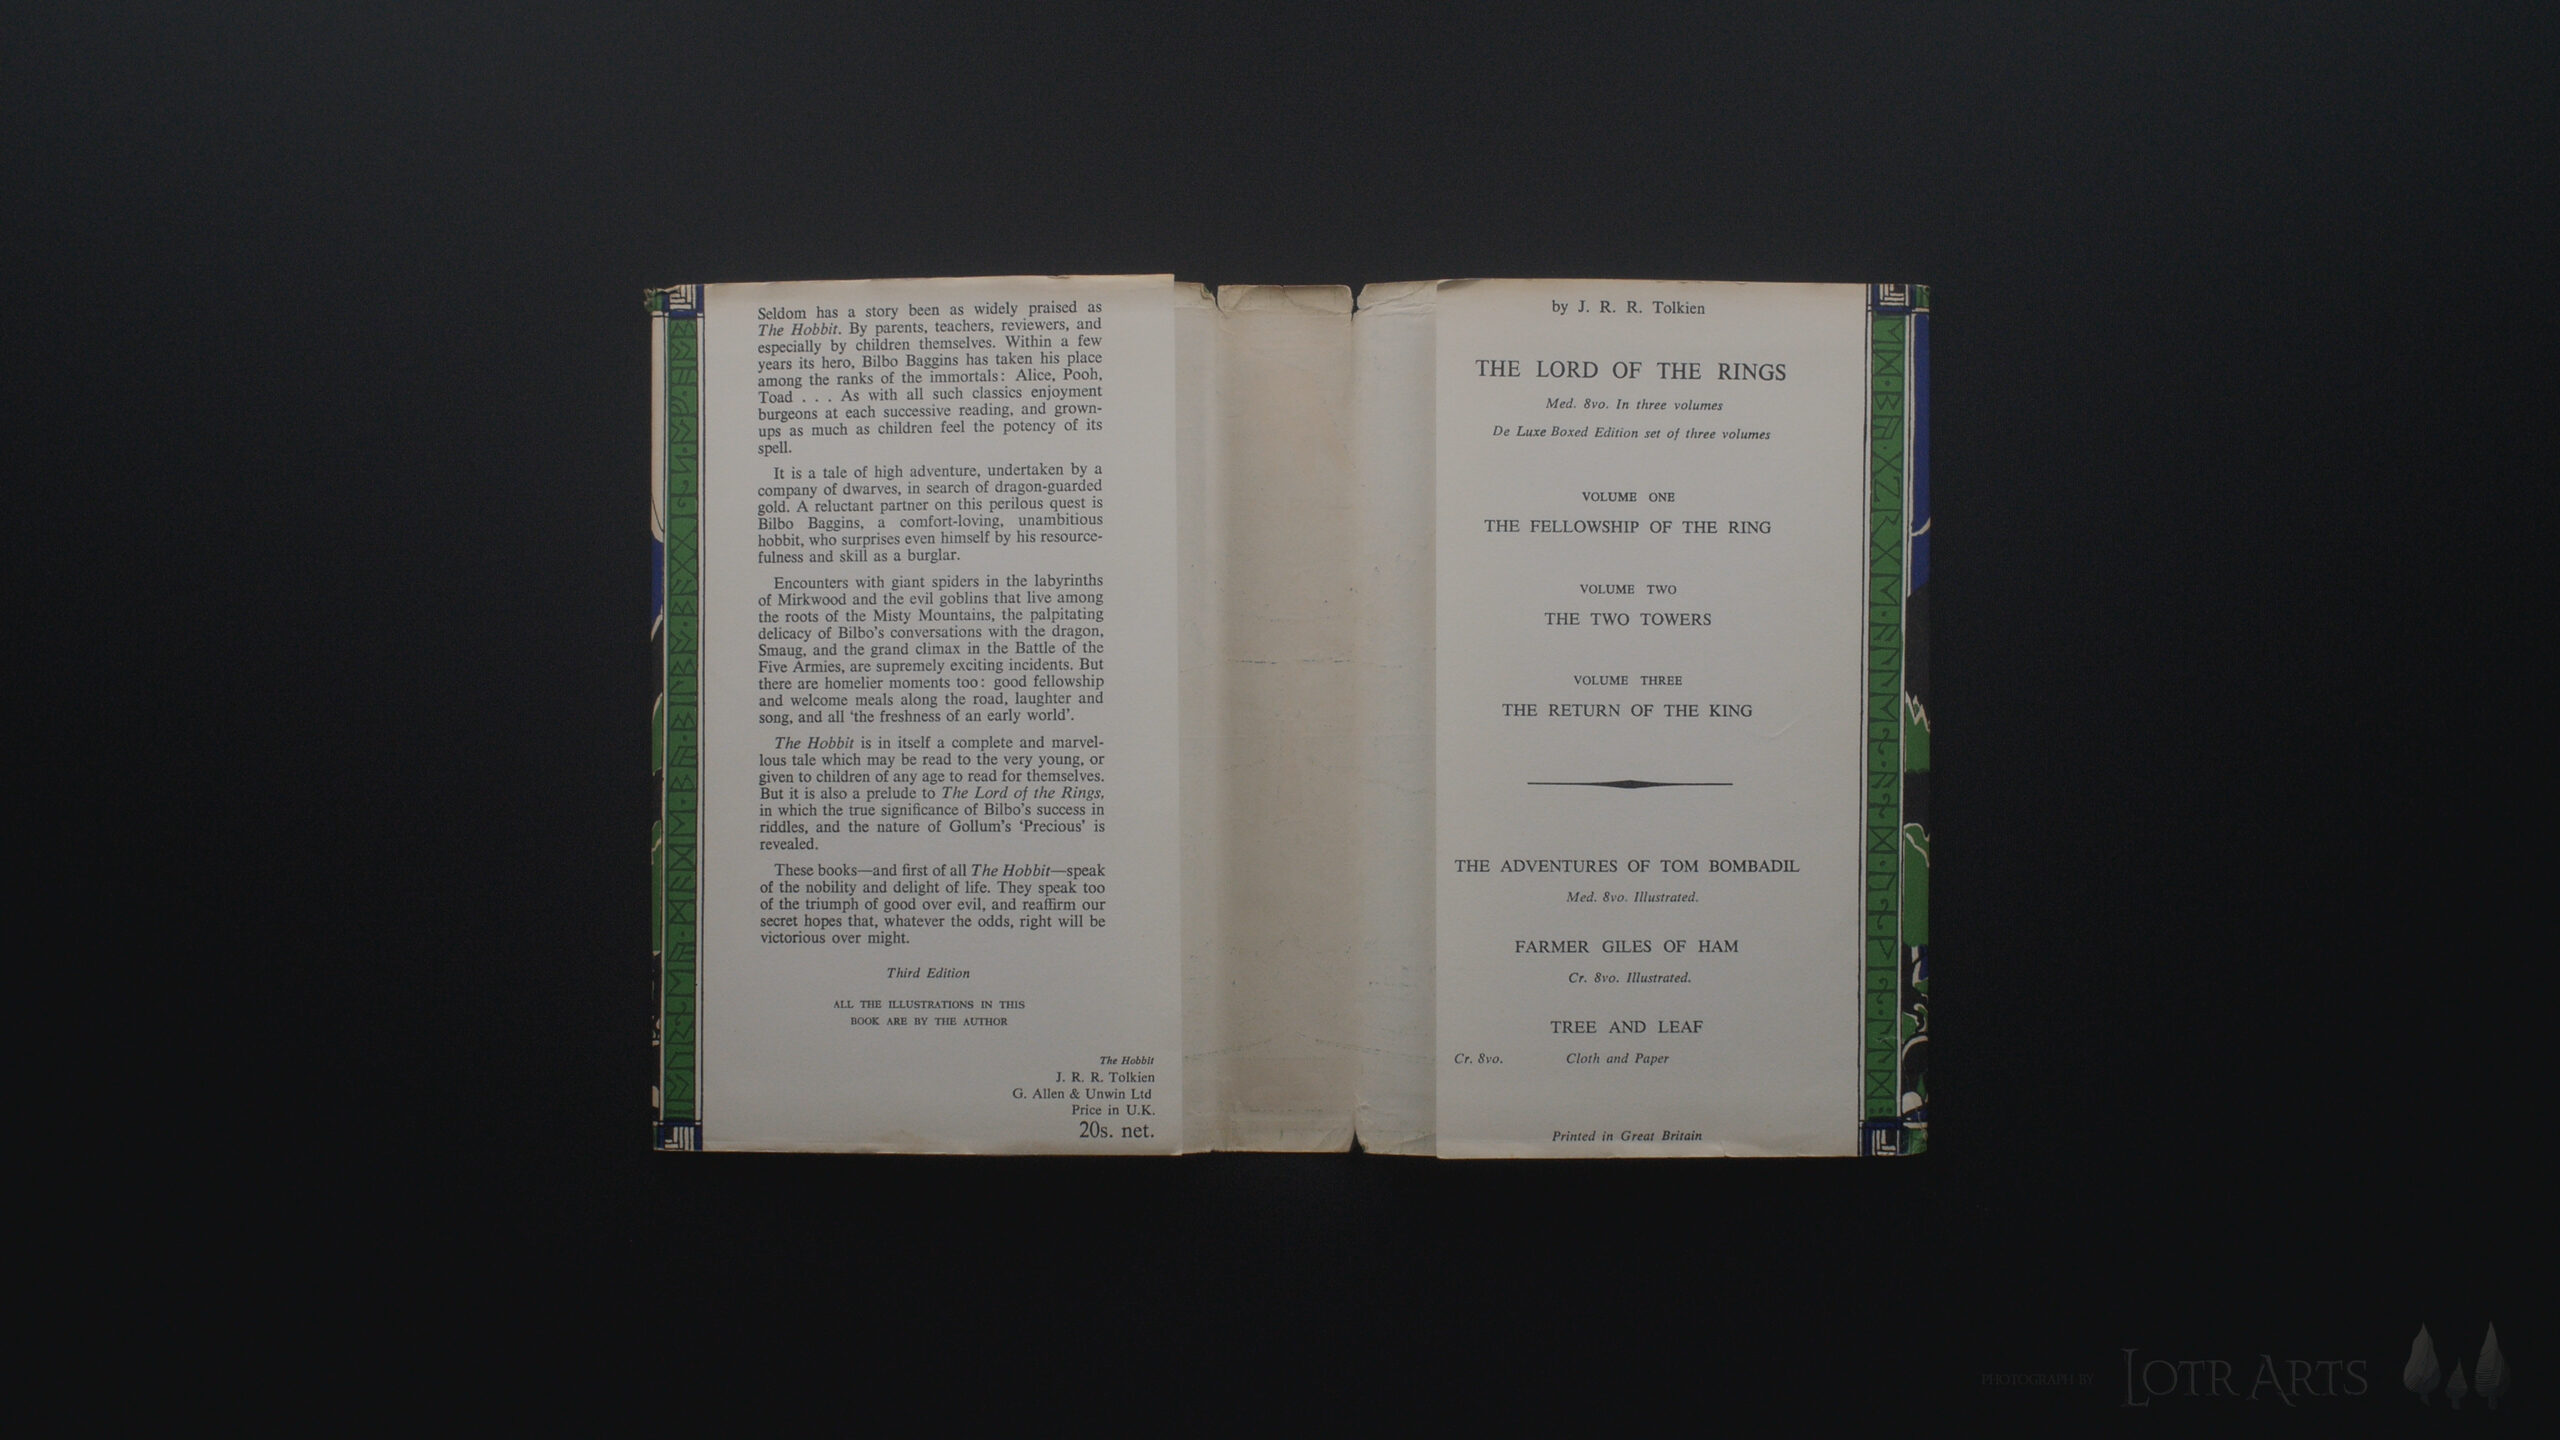 Seldom has a story been as widely praised as
The Hobbit. By parents, teachers, reviewers, and
especially by children themselves. Within a few
years its hero, Bilbo Baggins has taken his place
among the ranks of the immortals: Alice, Pooh,
Toad . . . As with all such classics enjoyment
burgeons at each successive reading, and grown-
ups as much as children feel the potency of its
spell.
It is a tale of high adventure, undertaken by a
company of dwarves, in search of dragon-guarded
gold. A reluctant partner on this perilous quest is
Bilbo Baggins, a comfort-loving, unambitious
hobbit, who surprises even himself by his resource-
fulness and skill as a burglar.
Encounters with giant spiders in the labyrinths
of Mirkwood and the evil goblins that live among
the roots of the Misty Mountains, the palpitating
delicacy of Bilbo's conversations with the dragon,
Smaug, and the grand climax in the Battle of the
Five Armies, are supremely exciting incidents. But
there are homelier moments too: good fellowship
and welcome meals along the road, laughter and
song, and all 'the freshness of an early world'.
The Hobbit is in itself a complete and marvel-
lous tale which may be read to the very young, or
given to children of any age to read for themselves.
But it is also a prelude to The Lord of the Rings,
in which the true significance of Bilbo's success in
riddles, and the nature of Gollum's 'Precious' is
revealed.
These books—and first of all The Hobbit—speak
of the nobility and delight of life. They speak too
of the triumph of good over evil, and reaffirm our
secret hopes that, whatever the odds, right will be
victorious over might.
Third Edition
ALL THE ILLUSTRATIONS IN THIS
BOOK ARE BY THE AUTHOR
The Hobbit
J. R. R. Tolkien
G. Allen & Unwin Ltd
Price in U.K.
20s. net.
by J. R. R. Tolkien
THE LORD OF THE RINGS
Med. 8vo. In three volumes
De Luxe Boxed Edition set of three volumes
VOLUME ONE
THE FELLOWSHIP OF THE RING
VOLUME TWO
THE TWO TOWERS
VOLUME THREE
THE RETURN OF THE KING
THE ADVENTURES OF TOM BOMBADIL
Med. 8vo. Illustrated.
FARMER GILES OF HAM
Cr. 8vo. Illustrated.
TREE AND LEAF
Cr. 8vo. Cloth and Paper
Printed in Great Britain
PHOTOGRAPH BY LOTR ARTS